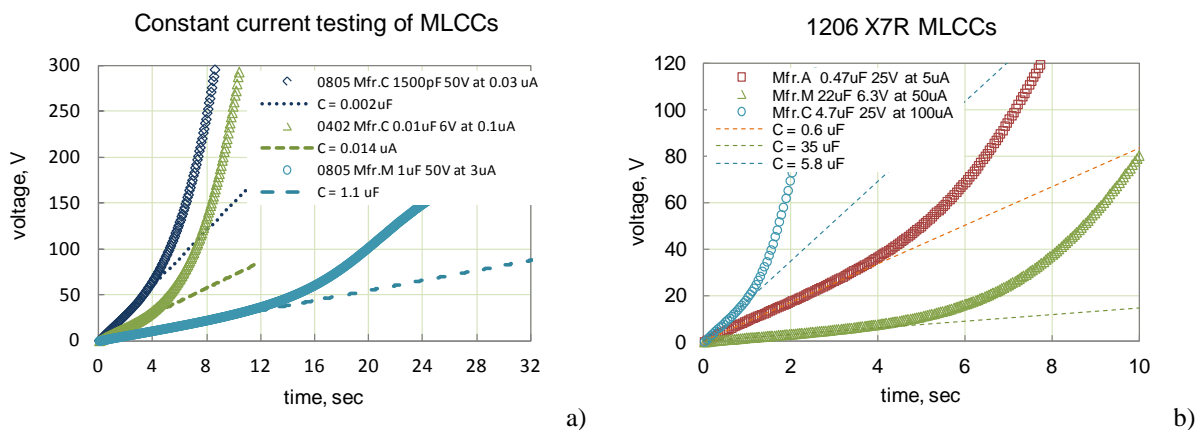 Constant current testing of MLCCs
300
250
200
150
100
50
0
voltage, V
0805 Mfr.C 1500pF 50V at 0.03 uA
C = 0.002uF
0402 Mfr.C 0.01uF 6V at 0.1uA
C = 0.014 uA
0805 Mfr.M 1uF 50V at 3uA
C = 1.1 uF
0 4 8 12 16 20 24 28 32
time, sec
a)
1206 X7R MLCCs
120
100
80
60
40
20
0
voltage, V
Mfr.A 0.47uF 25V at 5uA
Mfr.M 22uF 6.3V at 50uA
Mfr.C 4.7uF 25V at 100uA
C = 0.6 uF
C = 35 uF
C = 5.8 uF
0 2 4 6 8 10
time, sec
b)